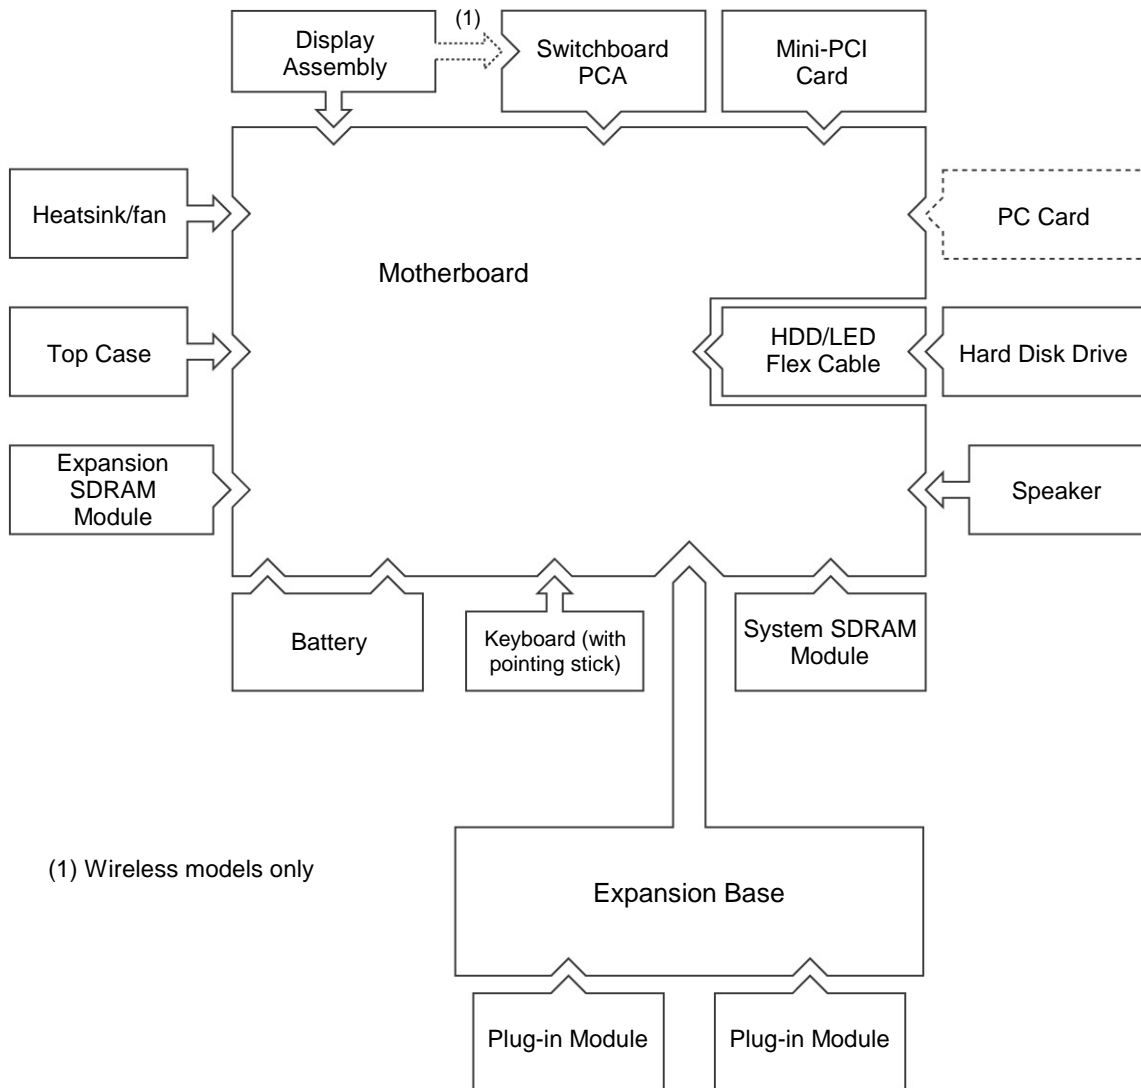 (1)
Display
Assembly
Switchboard
PCA
Mini-PCI
Card
Heatsink/fan
PC Card
Motherboard
Top Case
HDD/LED
Flex Cable
Hard Disk Drive
Expansion
SDRAM
Module
Speaker
Battery
Keyboard (with
pointing stick)
System SDRAM
Module
(1) Wireless models only
Expansion Base
Plug-in Module
Plug-in Module